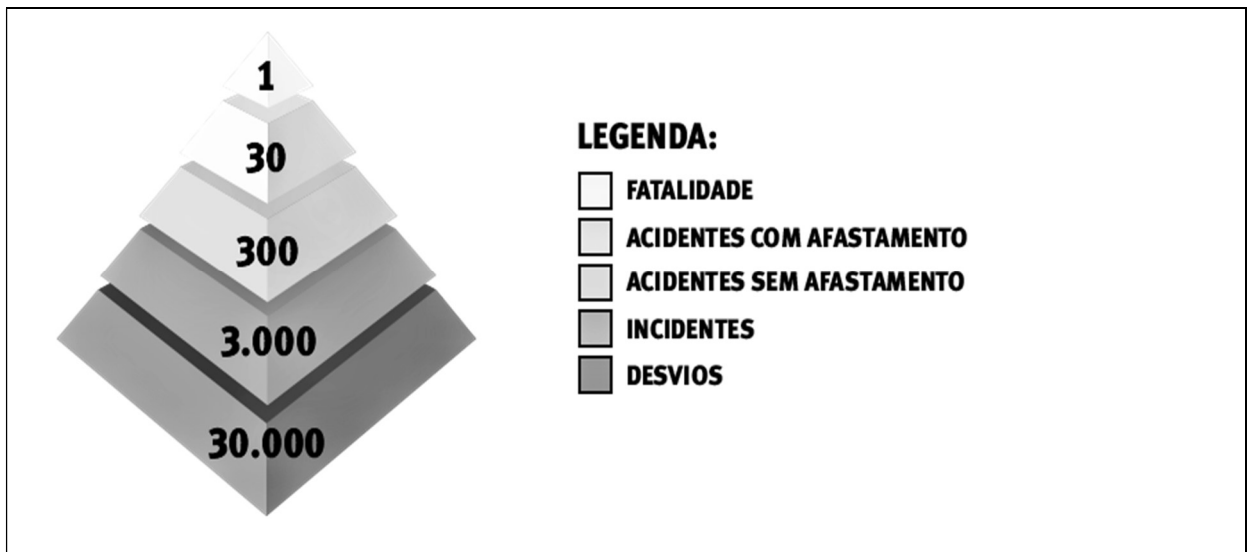 1
30
300
3.000
30.000
LEGENDA:
FATALIDADE
ACIDENTES COM AFASTAMENTO
ACIDENTES SEM AFASTAMENTO
INCIDENTES
DESVIOS